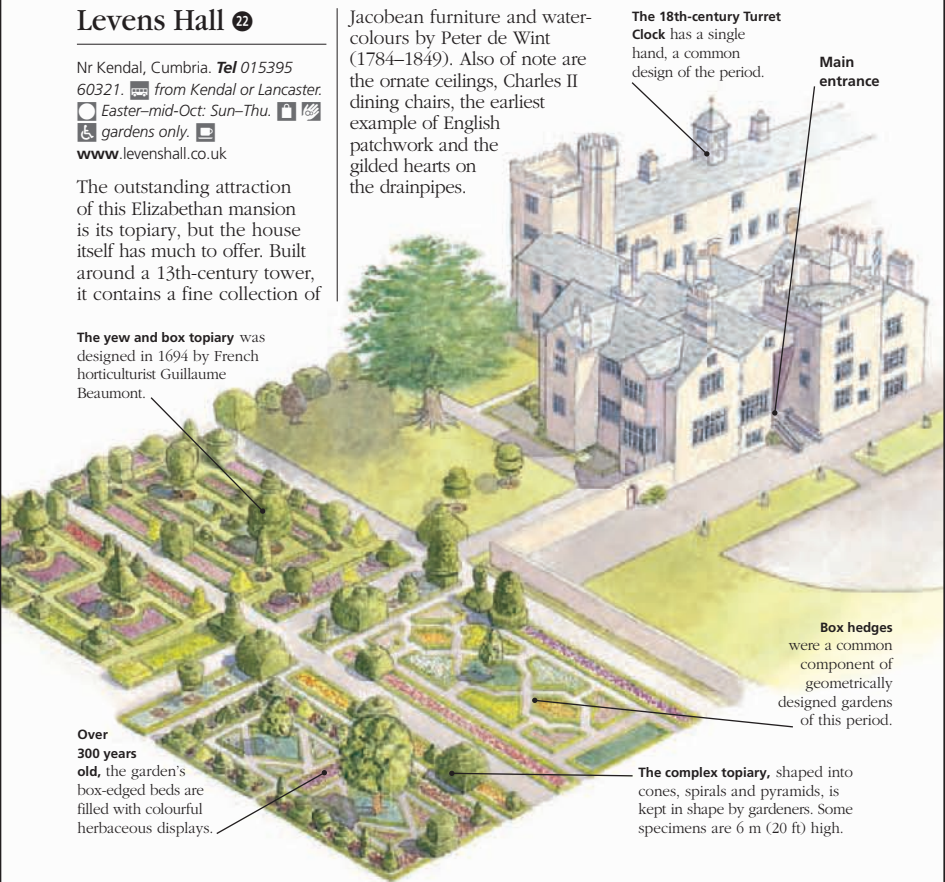 Levens Hall 22
Nr Kendal, Cumbria. Tel 015395
60321. from Kendal or Lancaster.
Easter–mid-Oct: Sun–Thu.
gardens only.
www.levenshall.co.uk
The outstanding attraction
of this Elizabethan mansion
is its topiary, but the house
itself has much to offer. Built
around a 13th-century tower,
it contains a fine collection of
Jacobean furniture and water-
colours by Peter de Wint
(1784–1849). Also of note are
the ornate ceilings, Charles II
dining chairs, the earliest
example of English
patchwork and the
gilded hearts on
the drainpipes.
The 18th-century Turret
Clock has a single
hand, a common
design of the period.
Main
entrance
The yew and box topiary was
designed in 1694 by French
horticulturist Guillaume
Beaumont.
Box hedges
were a common
component of
geometrically
designed gardens
of this period.
Over
300 years
old, the garden's
box-edged beds are
filled with colourful
herbaceous displays.
The complex topiary, shaped into
cones, spirals and pyramids, is
kept in shape by gardeners. Some
specimens are 6 m (20 ft) high.